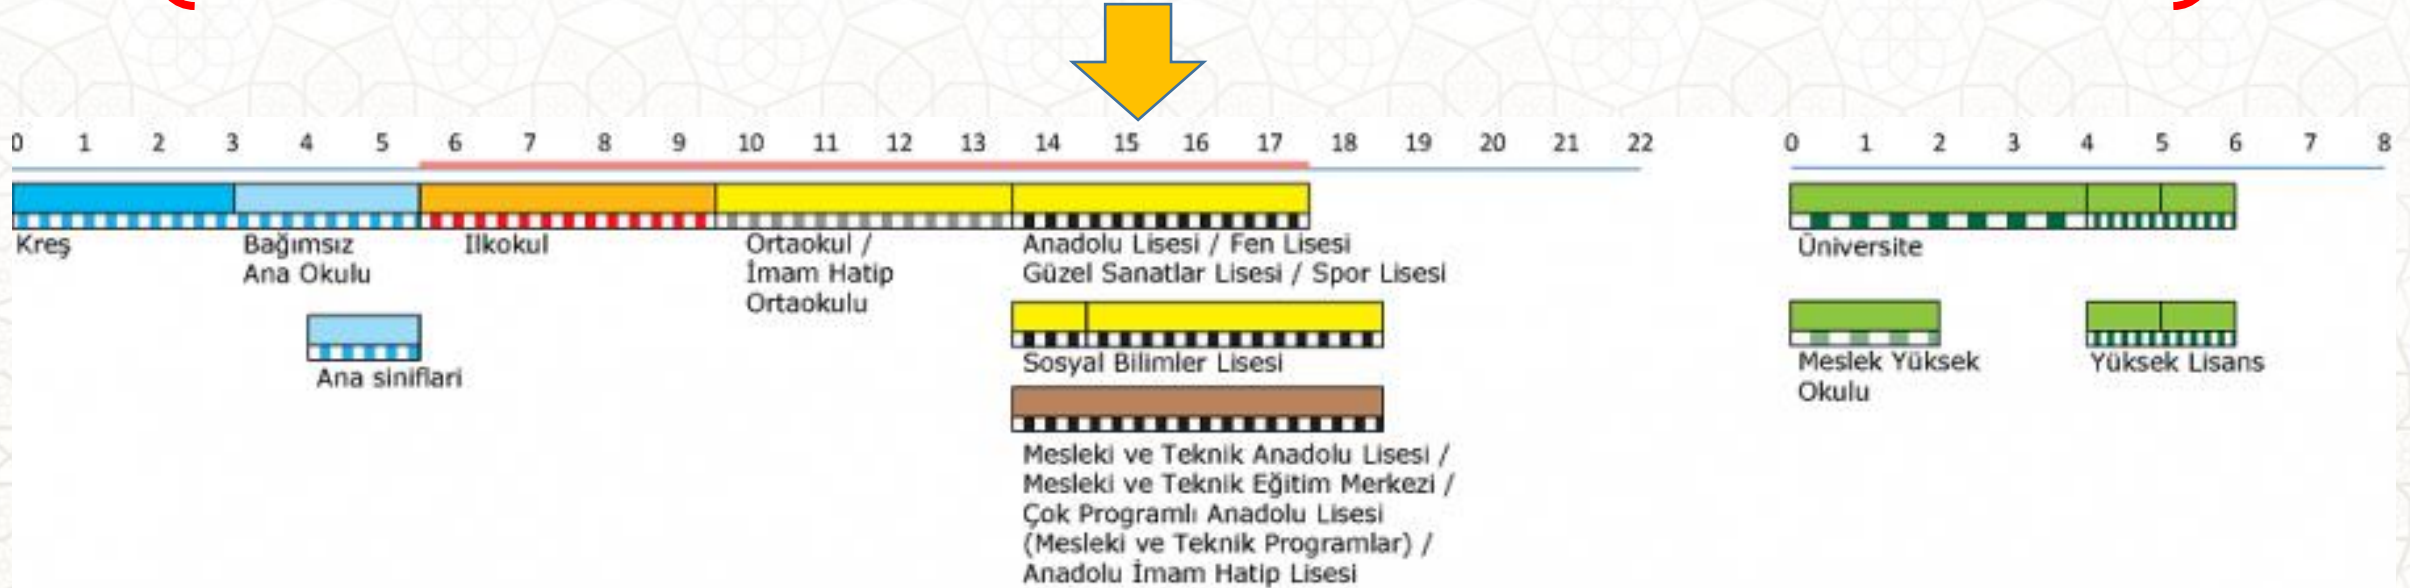 0 1 2 3 4 5 6 7 8 9 10 11 12 13 14 15 16 17 18 19 20 21 22
0 1 2 3 4 5 6 7 8
Kreş
Bağımsız
Ana Okulu
Ilkokul
Ortaokul /
İmam Hatip
Ortaokulu
Anadolu Lisesi / Fen Lisesi
Güzel Sanatlar Lisesi / Spor Lisesi
Üniversite
Ana siniflari
Sosyal Bilimler Lisesi
Meslek Yüksek
Okulu
Yüksek Lisans
Mesleki ve Teknik Anadolu Lisesi /
Mesleki ve Teknik Eğitim Merkezi /
Çok Programlı Anadolu Lisesi
(Mesleki ve Teknik Programlar) /
Anadolu İmam Hatip Lisesi